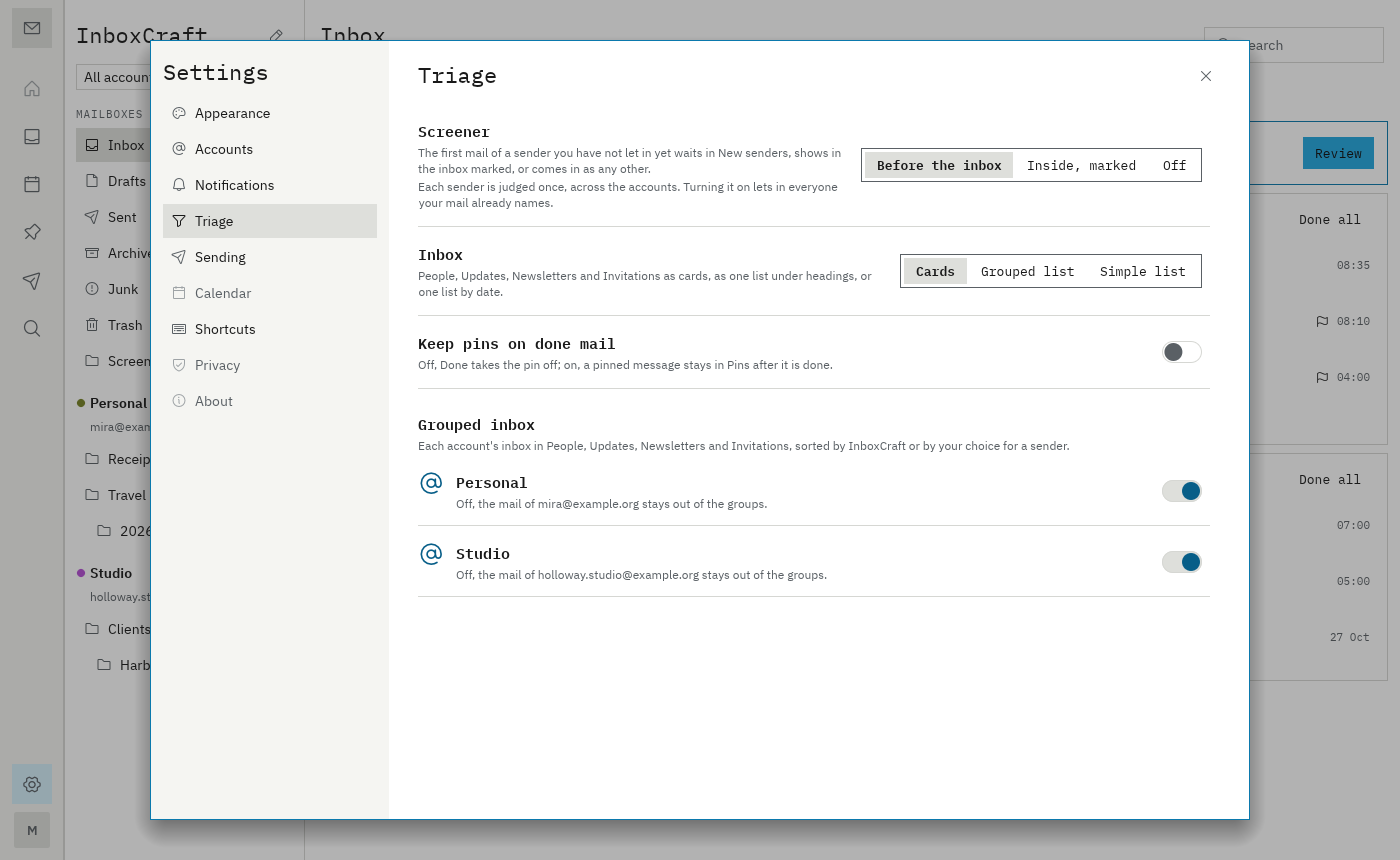 InboxCraft
All accoun
MAILBOXES
Inbox
Drafts
Sent
Archive
Junk
Trash
Screen
Personal
mira@exam
Receip
Travel
2026
Studio
holloway.st
Clients
Harb
M
Inbox
earch
Review
Done all
08:35
08:10
04:00
Done all
07:00
05:00
27 Oct
Settings
Appearance
Accounts
Notifications
Triage
Sending
Calendar
Shortcuts
Privacy
About
Triage
Screener
The first mail of a sender you have not let in yet waits in New senders, shows in
the inbox marked, or comes in as any other.
Each sender is judged once, across the accounts. Turning it on lets in everyone
your mail already names.
Before the inbox Inside, marked Off
Inbox
People, Updates, Newsletters and Invitations as cards, as one list under headings, or
one list by date.
Cards Grouped list Simple list
Keep pins on done mail
Off, Done takes the pin off; on, a pinned message stays in Pins after it is done.
Grouped inbox
Each account's inbox in People, Updates, Newsletters and Invitations, sorted by InboxCraft or by your choice for a sender.
Personal
Off, the mail of mira@example.org stays out of the groups.
Studio
Off, the mail of holloway.studio@example.org stays out of the groups.